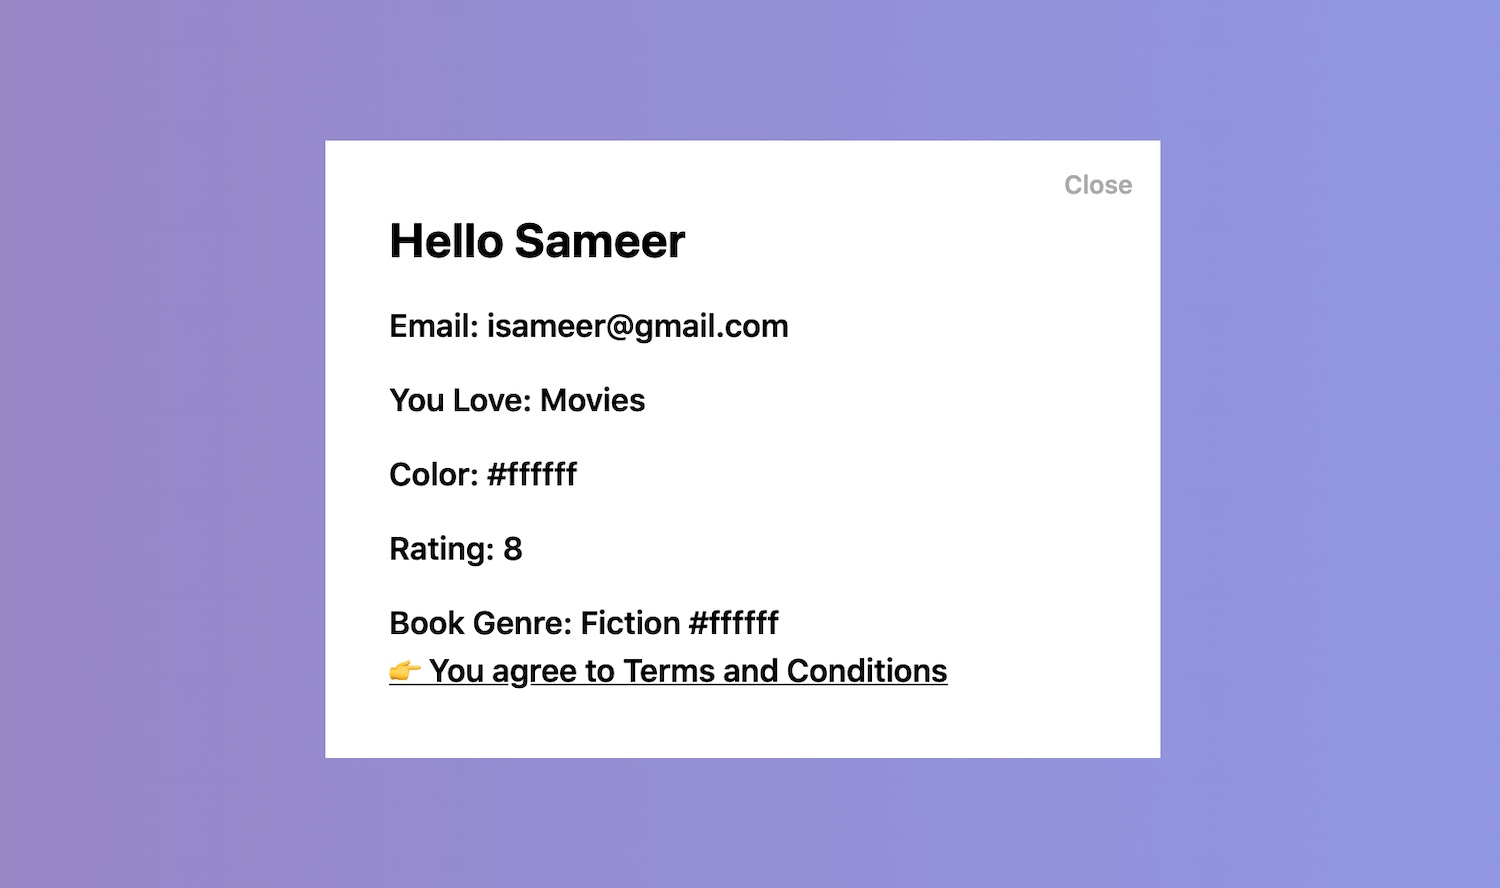 Close
Hello Sameer
Email: isameer@gmail.com
You Love: Movies
Color: #ffffff
Rating: 8
Book Genre: Fiction #ffffff
👉 You agree to Terms and Conditions